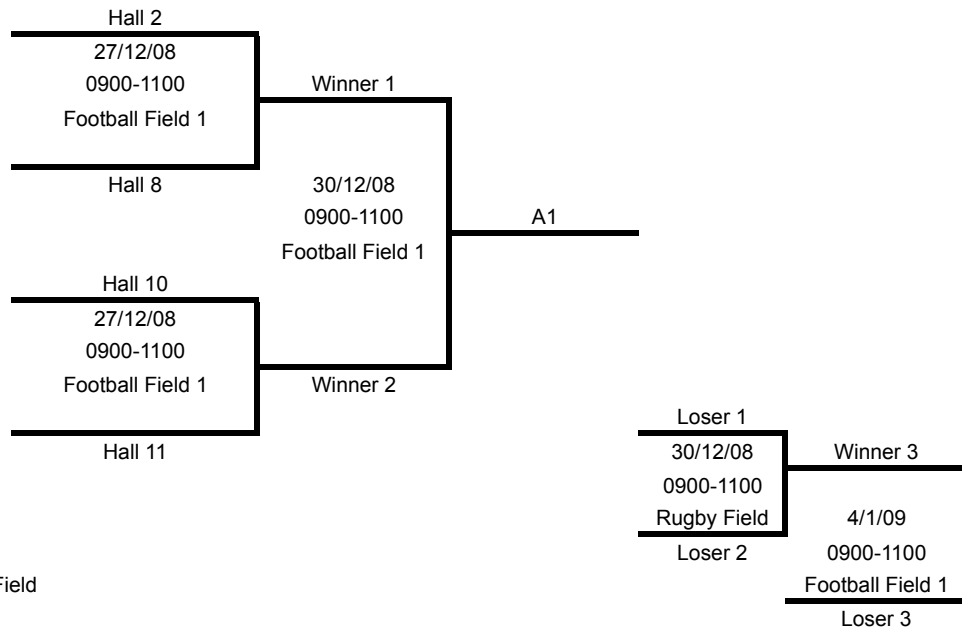 Hall 2
27/12/08
0900-1100
Football Field 1
Winner 1
Hall 8
30/12/08
0900-1100
Football Field 1
A1
Hall 10
27/12/08
0900-1100
Football Field 1
Winner 2
Hall 11
Loser 1
30/12/08
0900-1100
Rugby Field
Loser 2
Winner 3
4/1/09
0900-1100
Football Field 1
Loser 3
Field